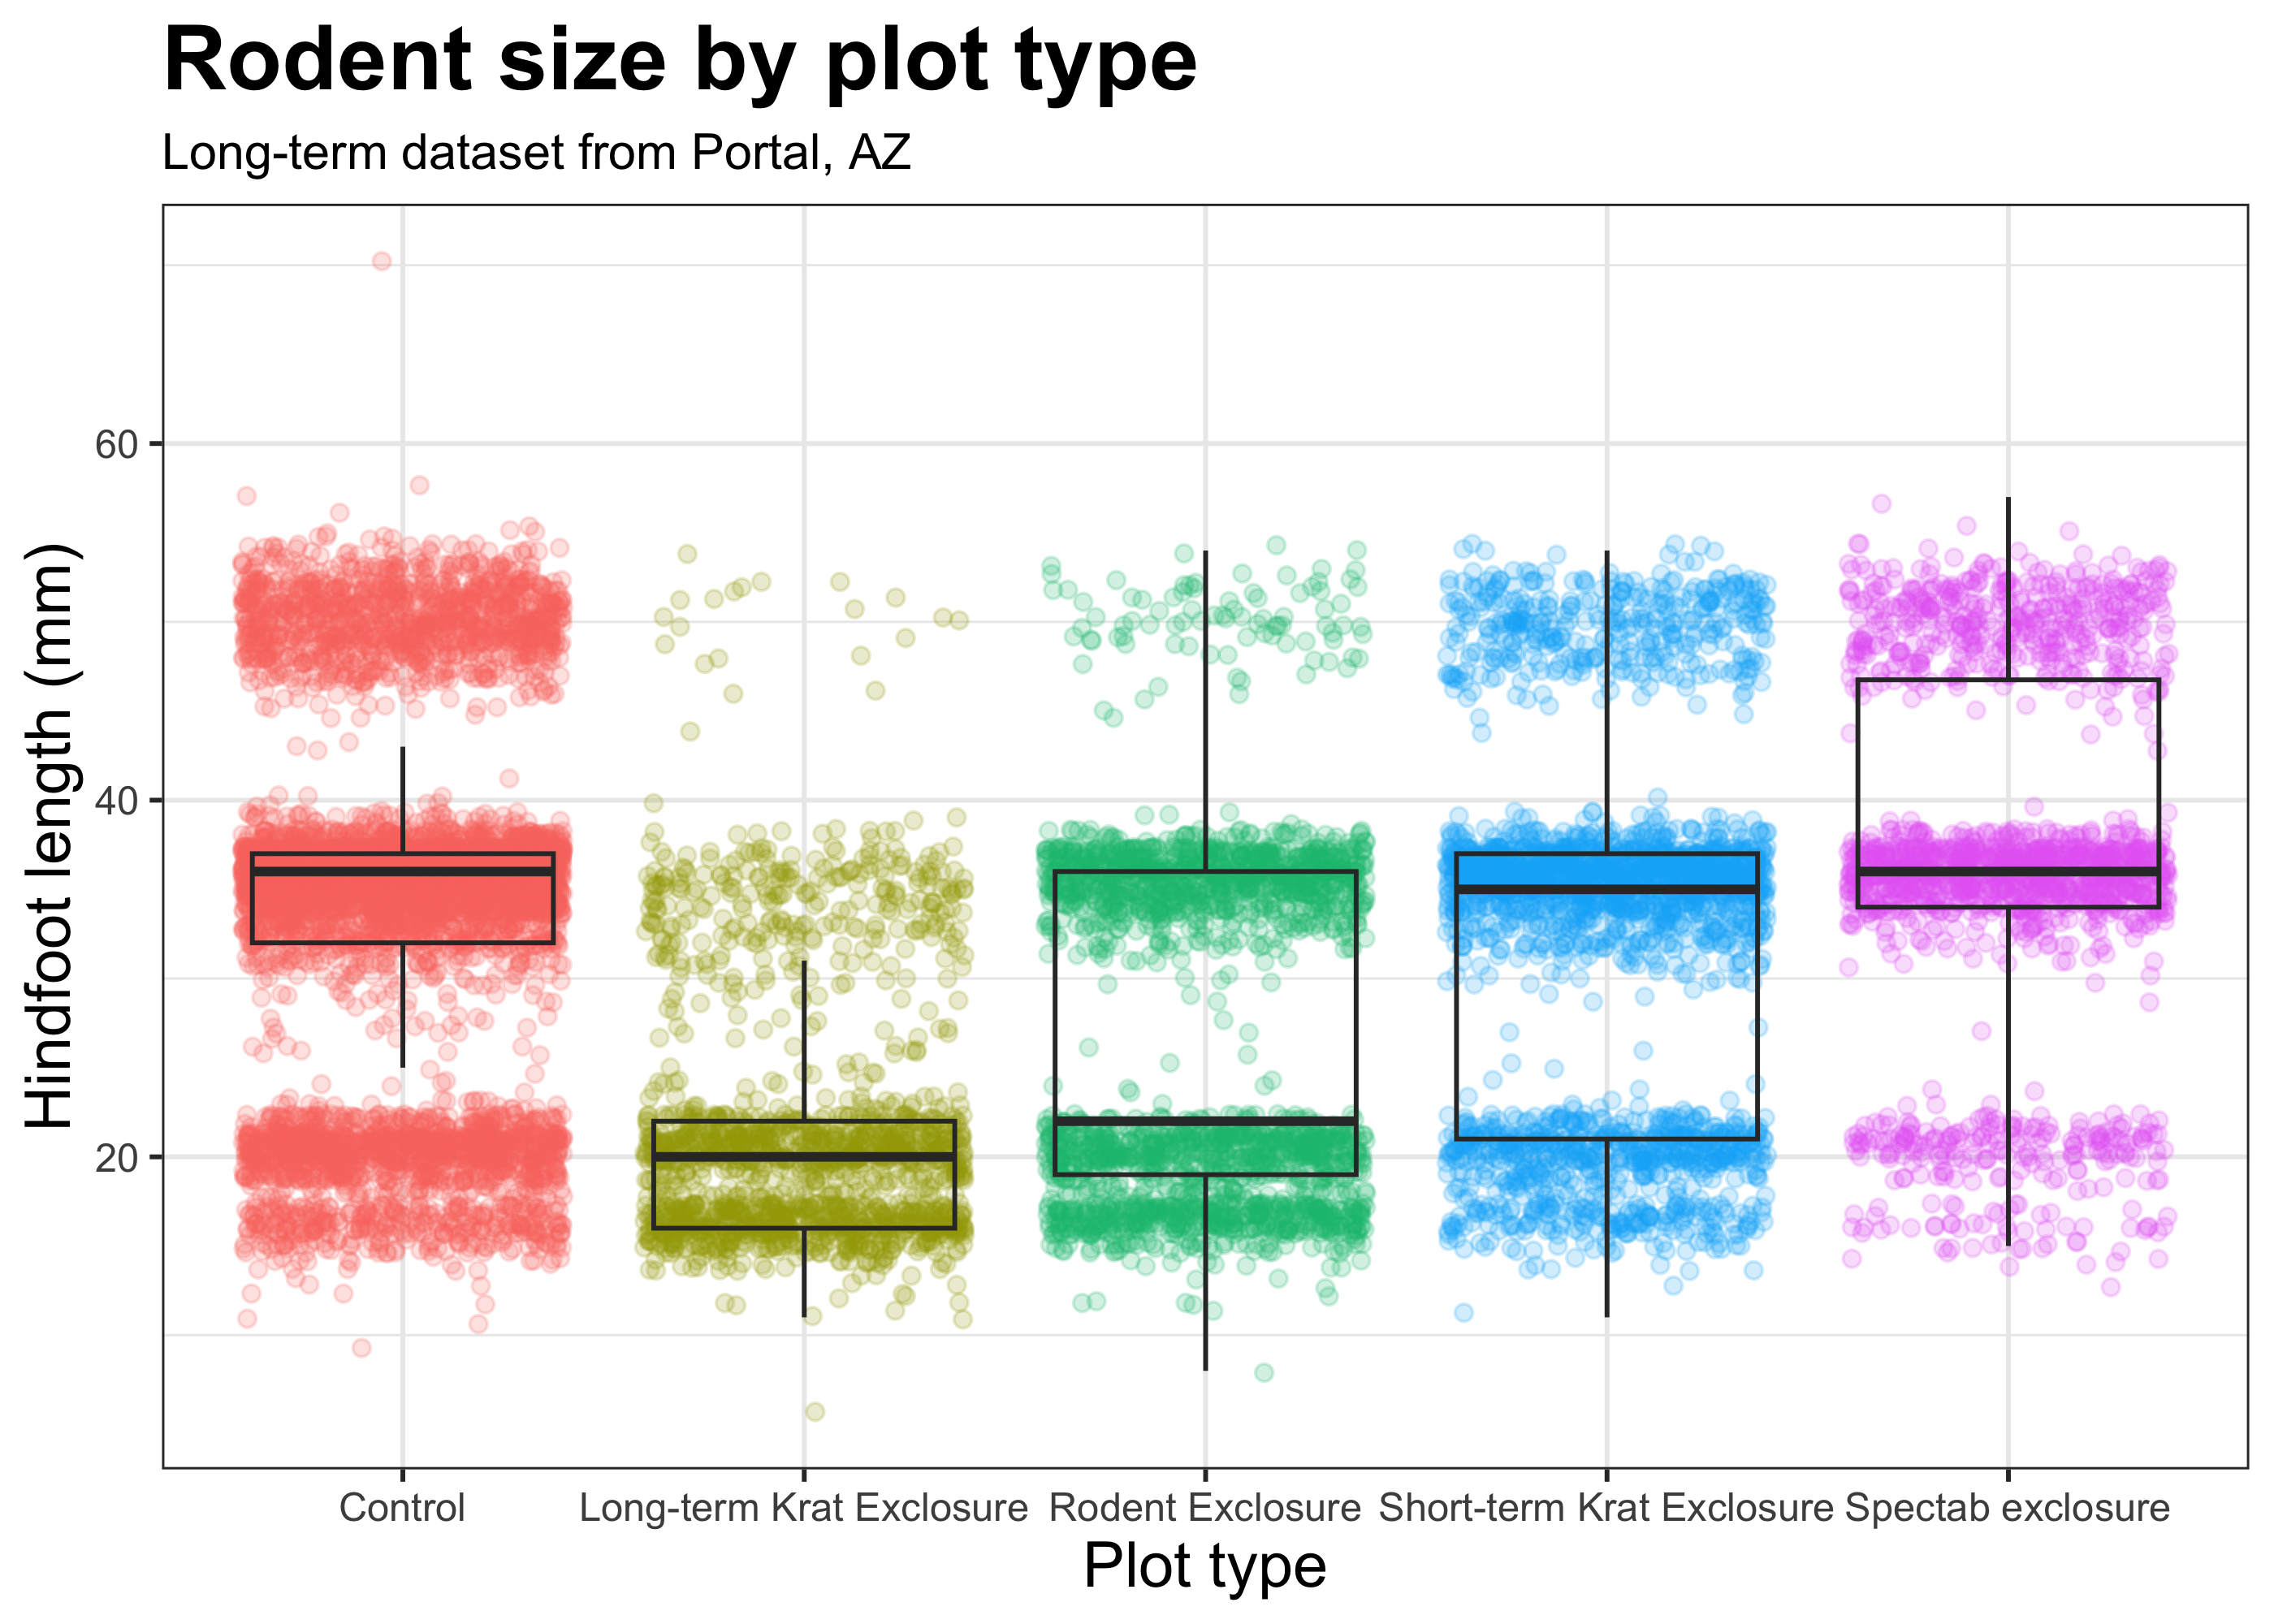 Rodent size by plot type
Long-term dataset from Portal, AZ
Hindfoot length (mm)
60
40
20
Control Long-term Krat Exclosure Rodent Exclosure Short-term Krat Exclosure Spectab exclosure
Plot type